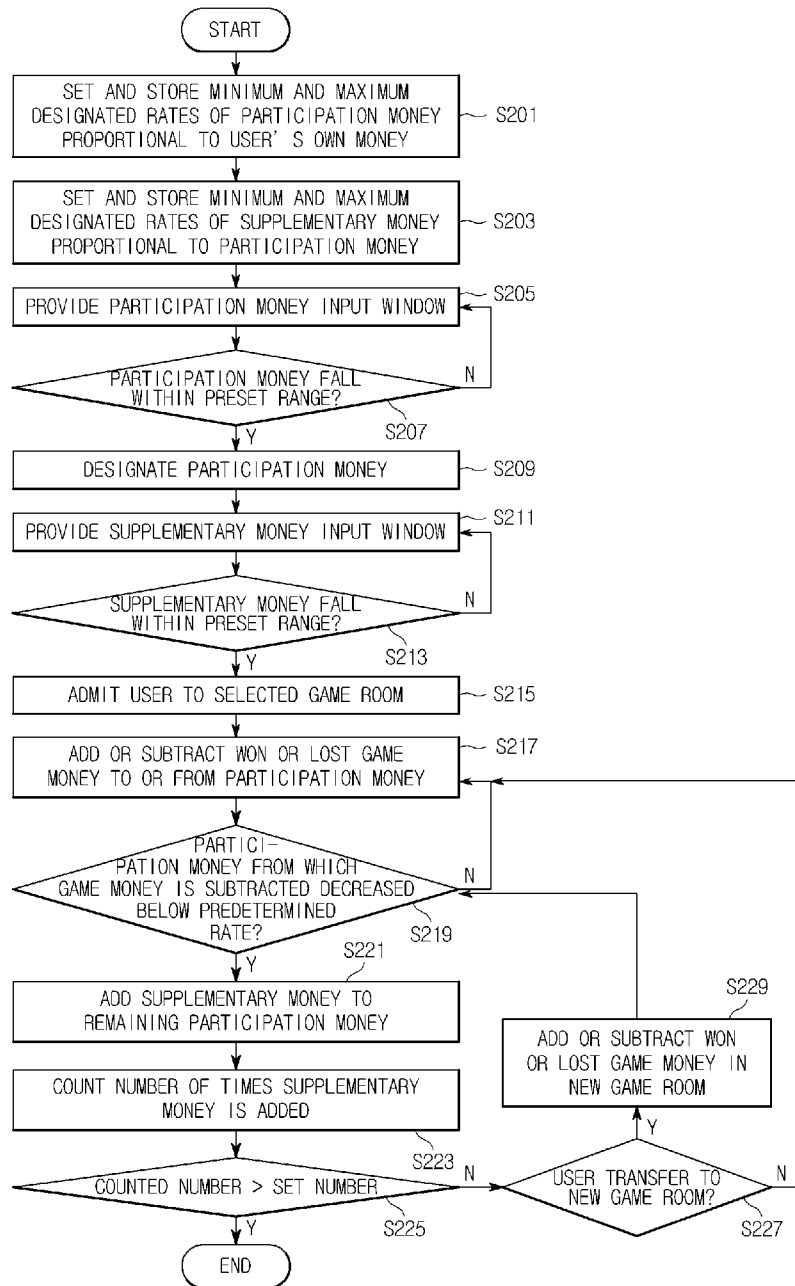 START
SET AND STORE MINIMUM AND MAXIMUM
DESIGNATED RATES OF PARTICIPATION MONEY
PROPORTIONAL TO USER'S OWN MONEY
S201
SET AND STORE MINIMUM AND MAXIMUM
DESIGNATED RATES OF SUPPLEMENTARY MONEY
PROPORTIONAL TO PARTICIPATION MONEY
S203
S205
PROVIDE PARTICIPATION MONEY INPUT WINDOW
PARTICIPATION MONEY FALL
WITHIN PRESET RANGE?
N
S207
Y
DESIGNATE PARTICIPATION MONEY
S209
S211
PROVIDE SUPPLEMENTARY MONEY INPUT WINDOW
SUPPLEMENTARY MONEY FALL
WITHIN PRESET RANGE?
N
S213
Y
ADMIT USER TO SELECTED GAME ROOM
S215
S217
ADD OR SUBTRACT WON OR LOST GAME
MONEY TO OR FROM PARTICIPATION MONEY
PARTICI-
PATION MONEY FROM WHICH
GAME MONEY IS SUBTRACTED DECREASED
BELOW PREDETERMINED
RATE?
N
S219
Y
S221
ADD SUPPLEMENTARY MONEY TO
REMAINING PARTICIPATION MONEY
S229
ADD OR SUBTRACT WON
OR LOST GAME MONEY IN
NEW GAME ROOM
COUNT NUMBER OF TIMES SUPPLEMENTARY
MONEY IS ADDED
S223
Y
COUNTED NUMBER > SET NUMBER
N
S225
USER TRANSFER TO
NEW GAME ROOM?
N
S227
Y
END